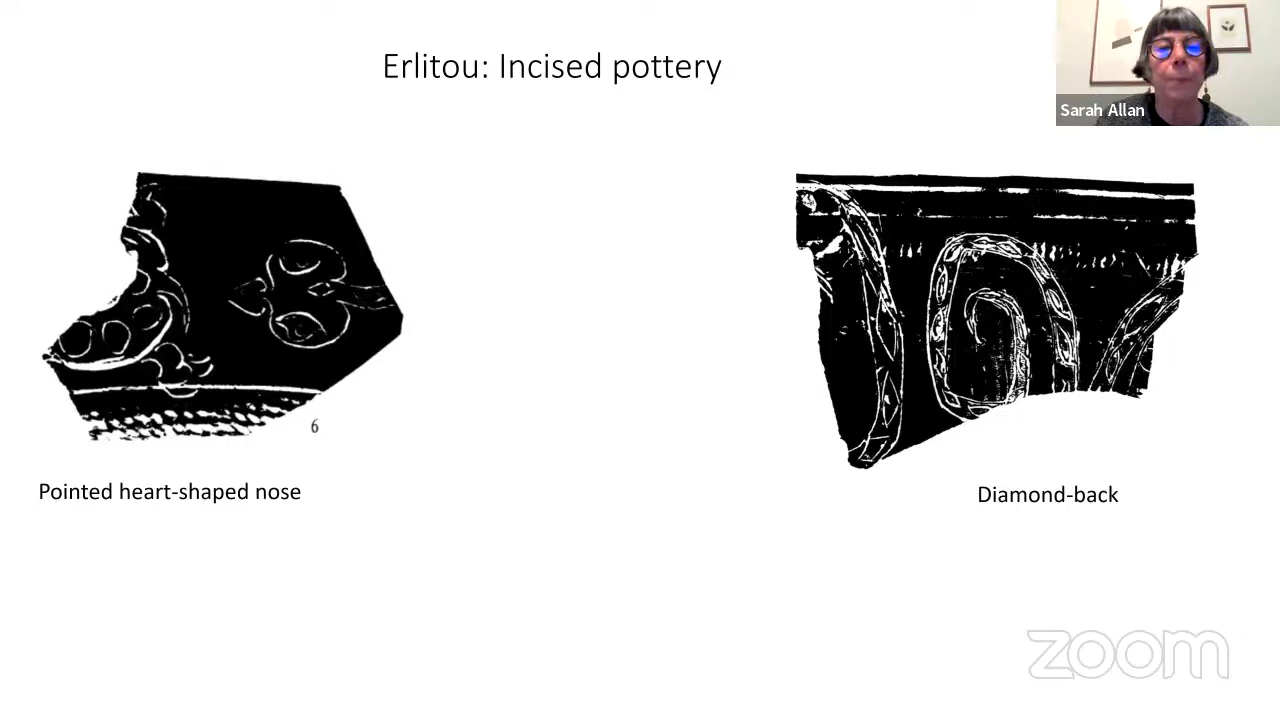 Erlitou: Incised pottery
Sarah Allan
6
Pointed heart-shaped nose
Diamond-back
zoom